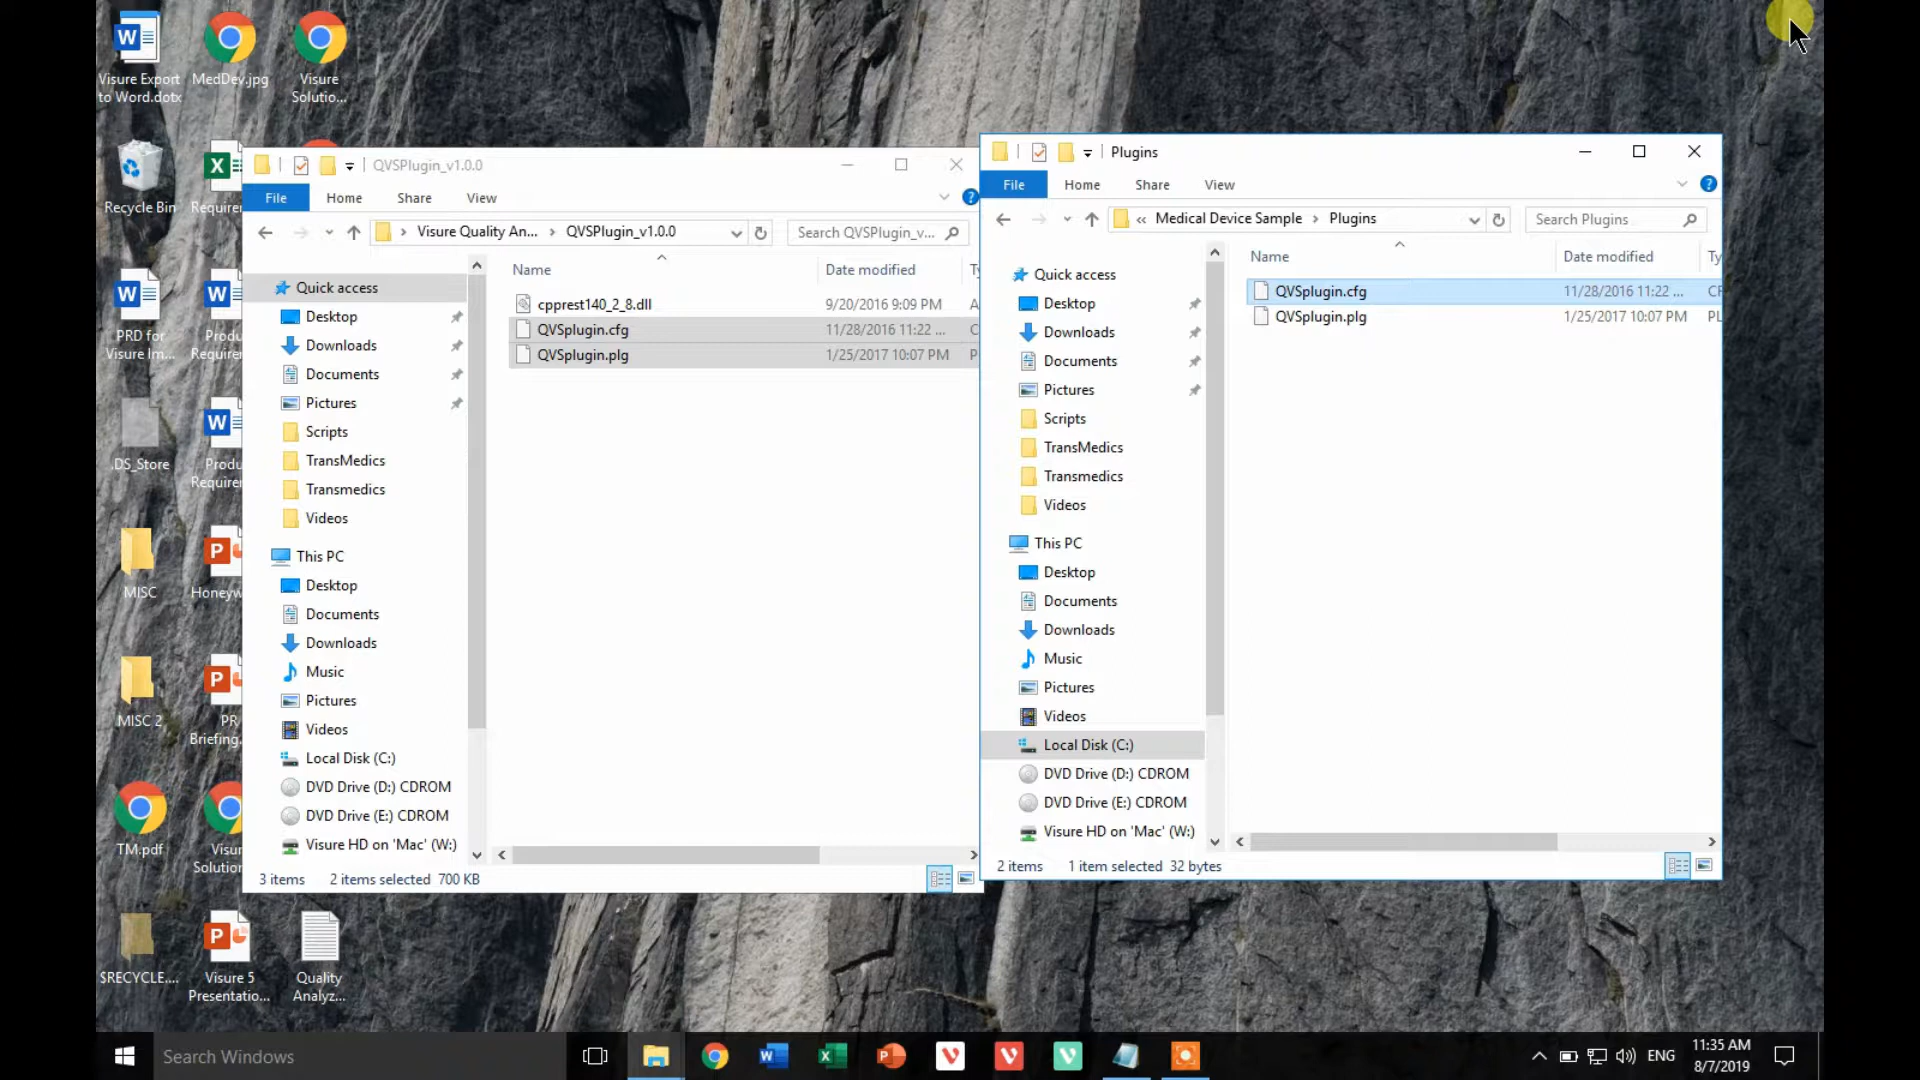 Visure Export
to Word.dotx
MedDev.jpg
Visure
Solutio...
Recycle Bin
Requirer
PRD for
Visure Im...
Produ
Requirer
.DS_Store
Produ
Requirer
MISC
Honeyw
MISC 2
PR
Briefing.
TM.pdf
Visur
Solution
$RECYCLE....
Visure 5
Presentatio...
Quality
Analyz...
QVSPlugin_v1.0.0
File
Home
Share
View
Visure Quality An...
QVSPlugin_v1.0.0
Search QVSPlugin_v...
Name
Date modified
Ty
cpprest140_2_8.dll
9/20/2016 9:09 PM
A
QVSplugin.cfg
11/28/2016 11:22 ...
C
QVSplugin.plg
1/25/2017 10:07 PM
P
Quick access
Desktop
Downloads
Documents
Pictures
Scripts
TransMedics
Transmedics
Videos
This PC
Desktop
Documents
Downloads
Music
Pictures
Videos
Local Disk (C:)
DVD Drive (D:) CDROM
DVD Drive (E:) CDROM
Visure HD on 'Mac' (W:)
3 items
2 items selected 700 KB
Plugins
File
Home
Share
View
« Medical Device Sample
Plugins
Search Plugins
Name
Date modified
Ty
QVSplugin.cfg
11/28/2016 11:22 ...
CF
QVSplugin.plg
1/25/2017 10:07 PM
PL
Quick access
Desktop
Downloads
Documents
Pictures
Scripts
TransMedics
Transmedics
Videos
This PC
Desktop
Documents
Downloads
Music
Pictures
Videos
Local Disk (C:)
DVD Drive (D:) CDROM
DVD Drive (E:) CDROM
Visure HD on 'Mac' (W:)
2 items
1 item selected 32 bytes
Search Windows
ENG
11:35 AM
8/7/2019